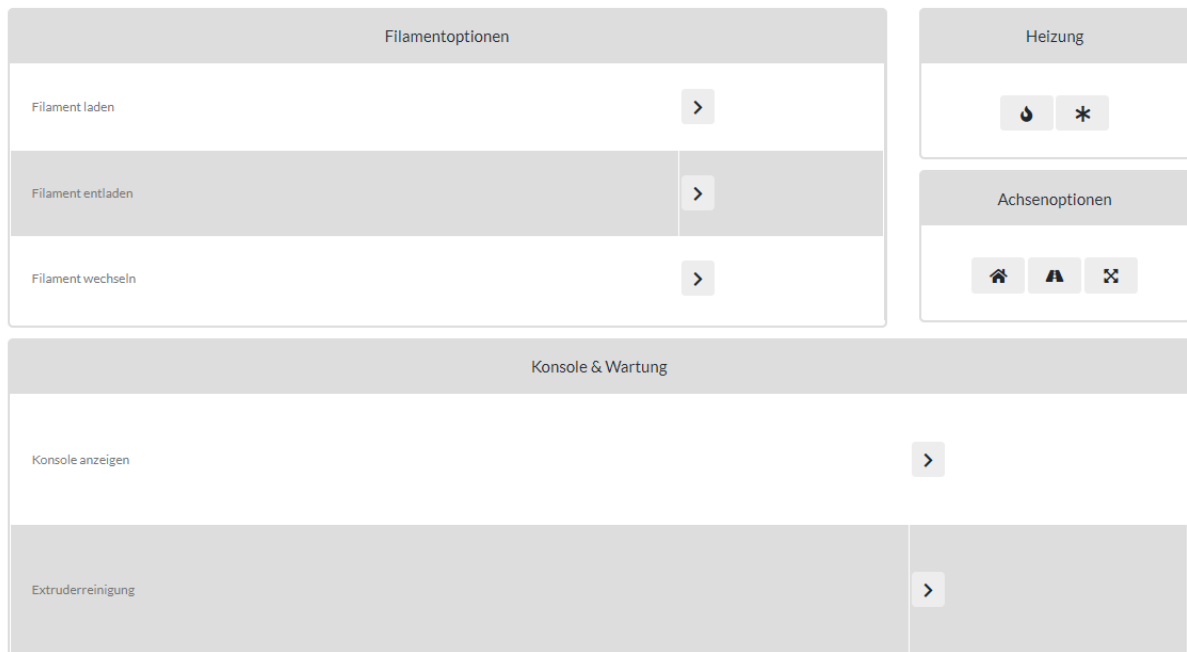 Filamentoptionen
Filament laden
Filament entladen
Filament wechseln
Heizung
Achsenoptionen
Konsole & Wartung
Konsole anzeigen
Extruderreinigung